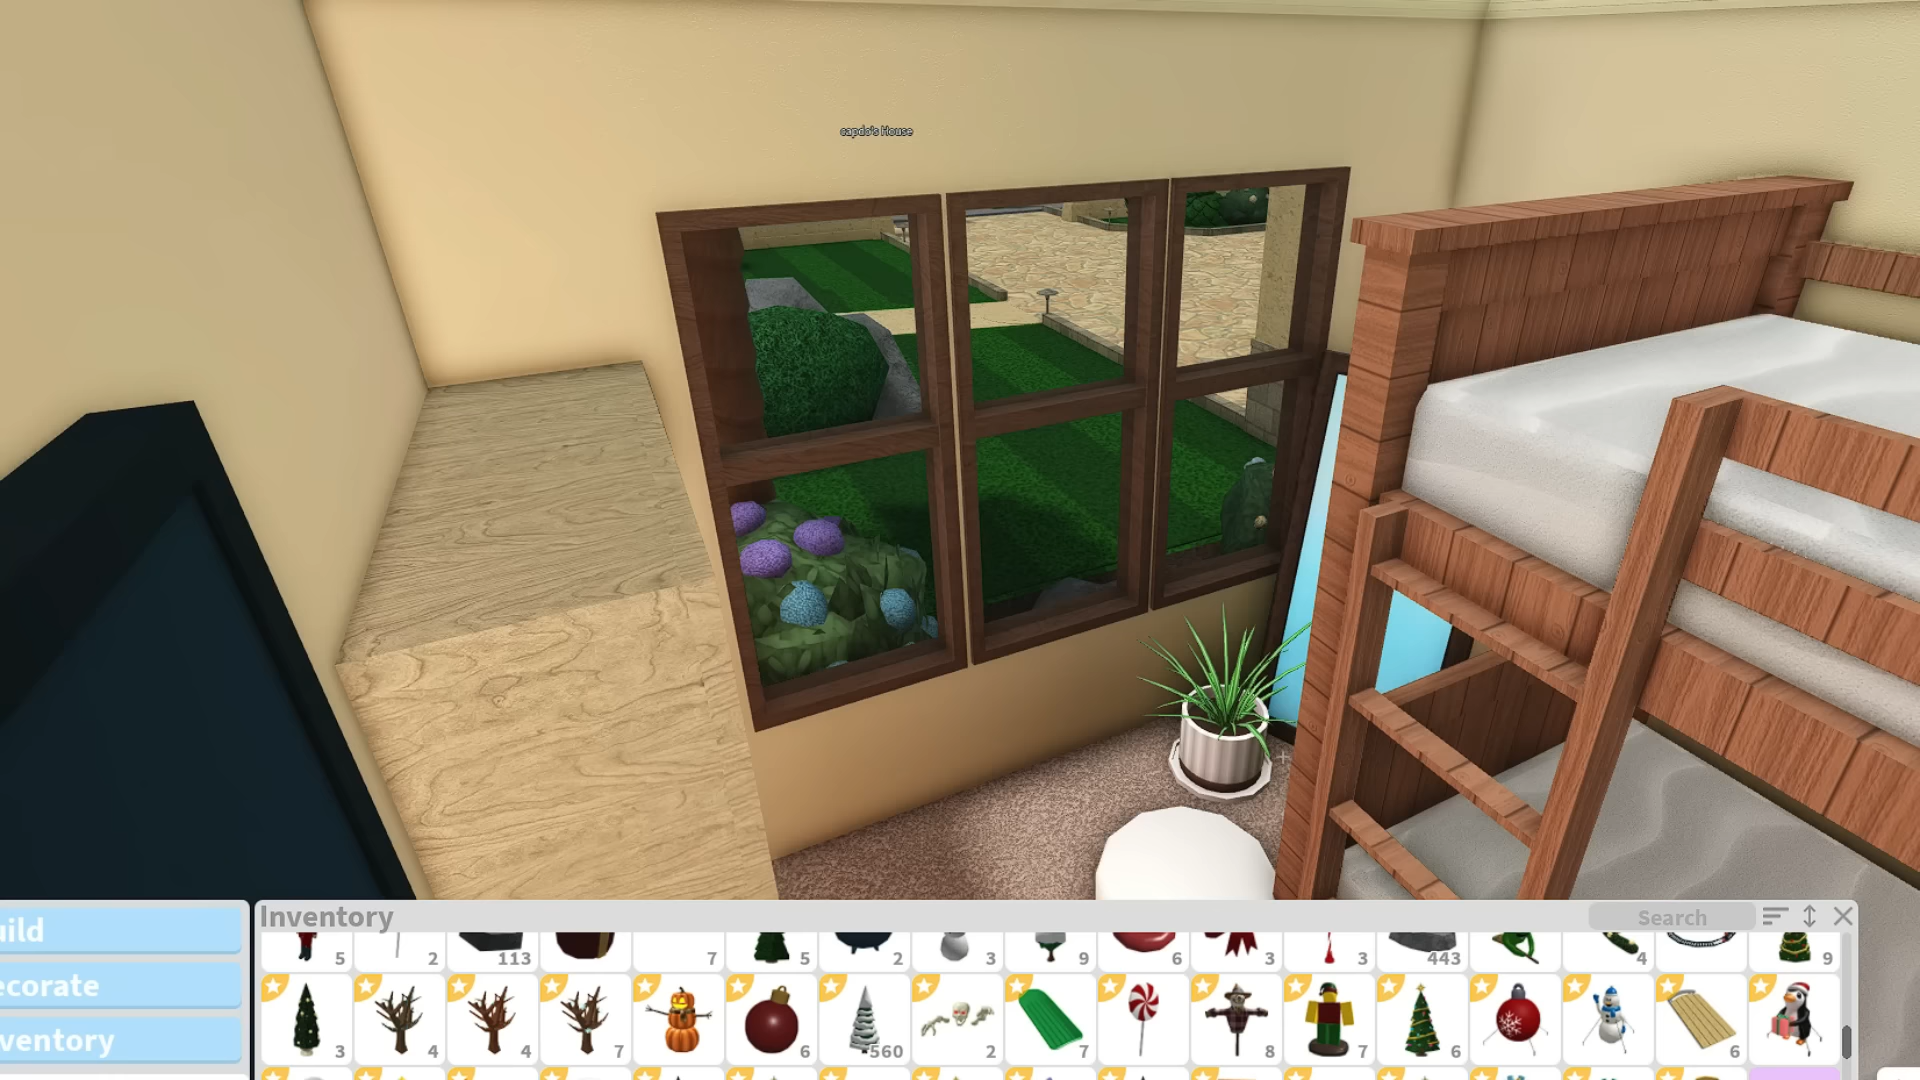 capdo's House
Inventory
Search
uild
ecorate
ventory
5 2 113 7 5 2 3 9 6 3 3 443 4 9
3 4 4 7 6 560 2 7 8 7 6 6